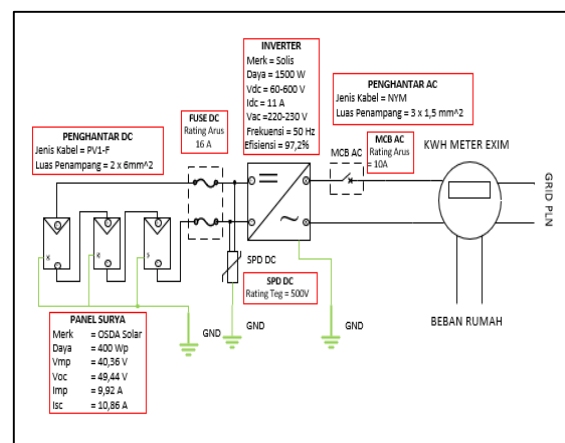 INVERTER
Merk = Solis
Daya = 1500 W
Vdc = 60-600 V
Idc = 11 A
Vac =220-230 V
Frekuensi = 50 Hz
Efisiensi = 97,2%
PENGHANTAR AC
Jenis Kabel = NYM
Luas Penampang = 3 x 1,5 mm^2
FUSE DC
Rating Arus
16 A
PENGHANTAR DC
Jenis Kabel = PV1-F
Luas Penampang = 2 x 6mm^2
MCB AC
MCB AC
Rating Arus
= 10A
KWH METER EXIM
GRID PLN
SPD DC
SPD DC
Rating Teg = 500V
BEBAN RUMAH
GND
GND
GND
PANEL SURYA
Merk = OSDA Solar
Daya = 400 Wp
Vmp = 40,36 V
Voc = 49,44 V
Imp = 9,92 A
Isc = 10,86 A